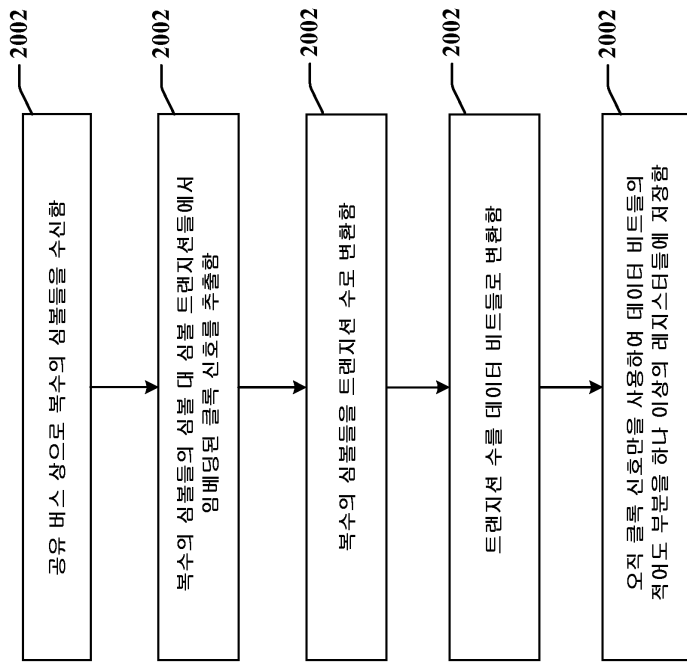 공유 버스 상으로 복수의 심볼들을 수신함
2002
복수의 심볼들의 심볼 대 심볼 트랜지션들에서
임베딩된 클록 신호를 추출함
2002
복수의 심볼들을 트랜지션 수로 변환함
2002
트랜지션 수를 데이터 비트들로 변환함
2002
오직 클록 신호만을 사용하여 데이터 비트들의
적어도 부분을 하나 이상의 레지스터들에 저장함
2002